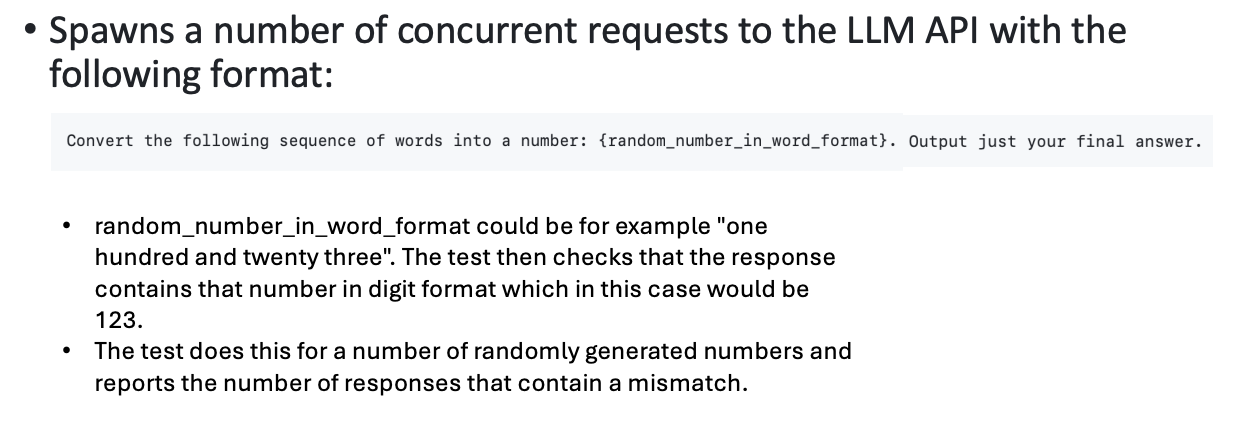 • Spawns a number of concurrent requests to the LLM API with the
following format:
Convert the following sequence of words into a number: {random_number_in_word_format}. Output just your final answer.
• random_number_in_word_format could be for example "one
hundred and twenty three". The test then checks that the response
contains that number in digit format which in this case would be
123.
• The test does this for a number of randomly generated numbers and
reports the number of responses that contain a mismatch.